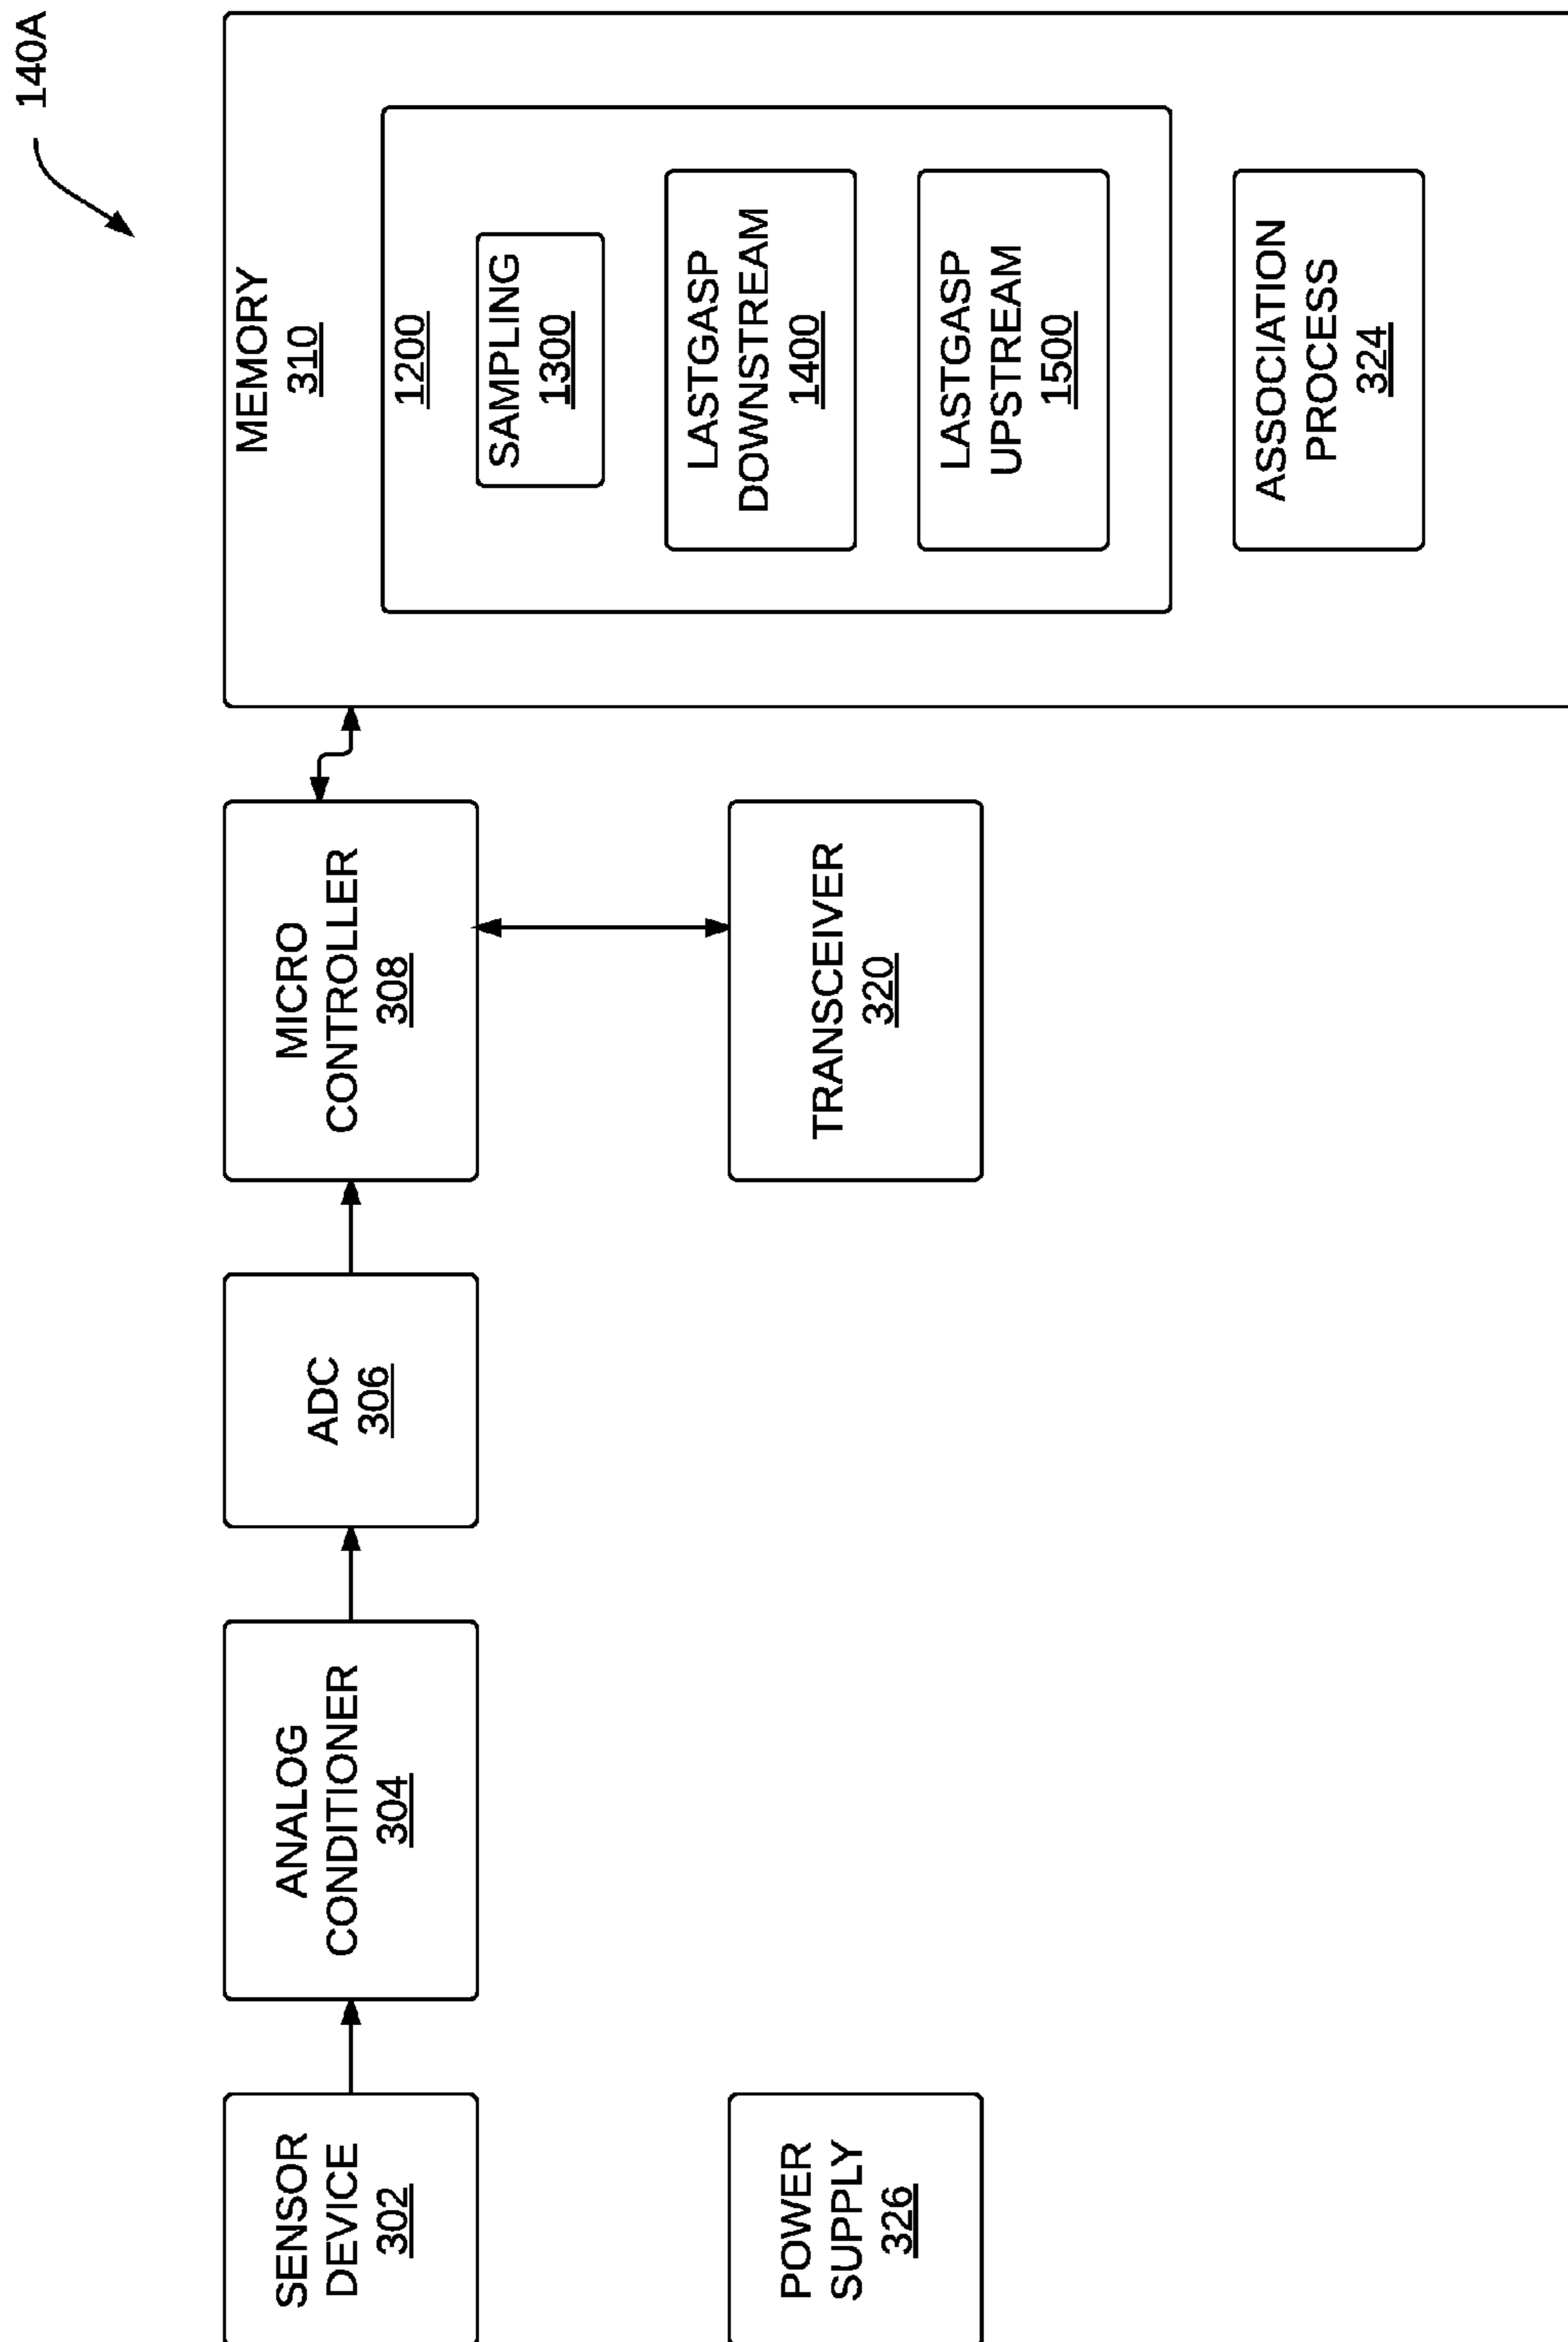 140A
SENSOR
DEVICE
302
ANALOG
CONDITIONER
304
ADC
306
MICRO
CONTROLLER
308
MEMORY
310
1200
SAMPLING
1300
LASTGASP
DOWNSTREAM
1400
LASTGASP
UPSTREAM
1500
ASSOCIATION
PROCESS
324
POWER
SUPPLY
326
TRANSCEIVER
320